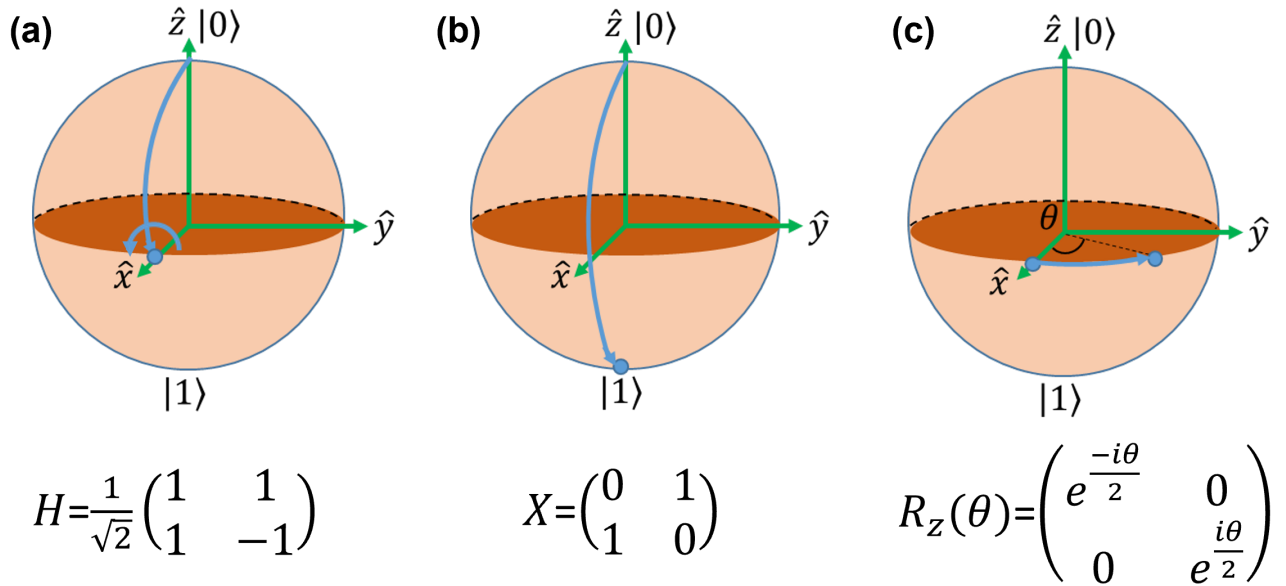 (a) ẑ |0⟩
ŷ
x̂
|1⟩
H=1/√2 (1 1
1 −1)
(b) ẑ |0⟩
ŷ
x̂
|1⟩
X=(0 1
1 0)
(c) ẑ |0⟩
θ
ŷ
x̂
|1⟩
R_z(θ)=(e^(−iθ/2) 0
0 e^(iθ/2))